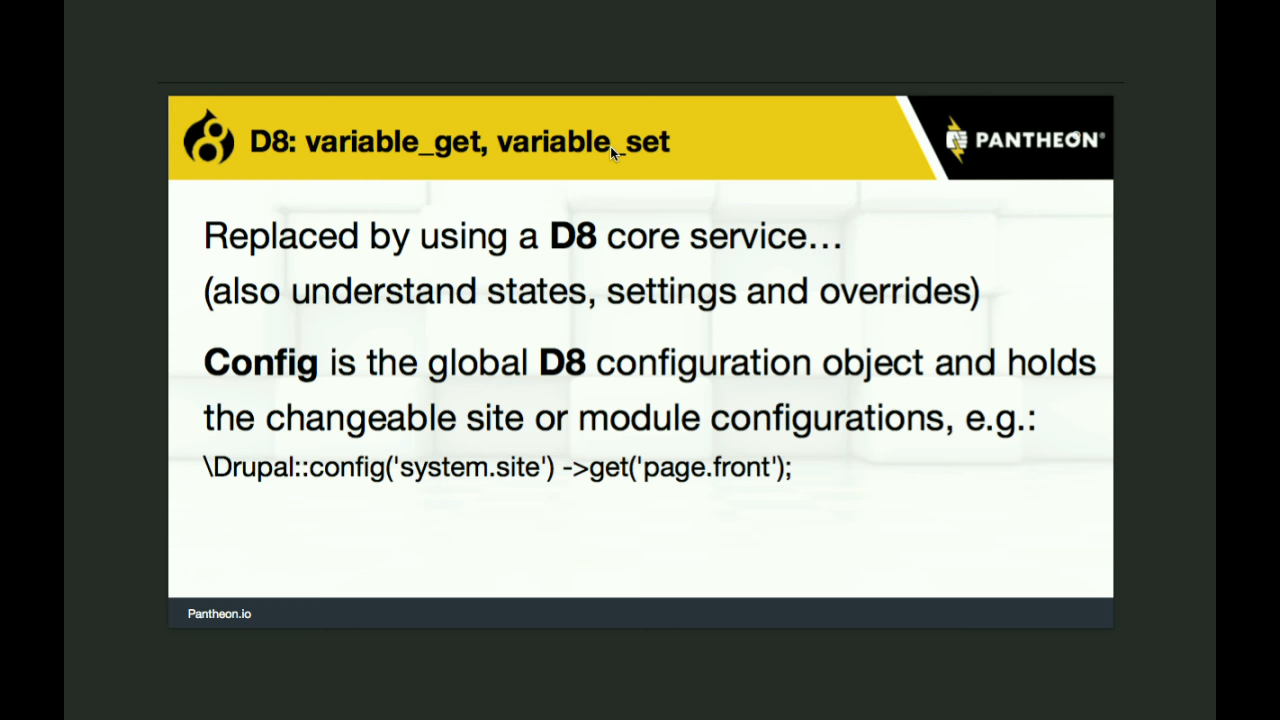 D8: variable_get, variable_set
PANTHEON®
Replaced by using a D8 core service…
(also understand states, settings and overrides)
Config is the global D8 configuration object and holds
the changeable site or module configurations, e.g.:
\Drupal::config('system.site') ->get('page.front');
Pantheon.io